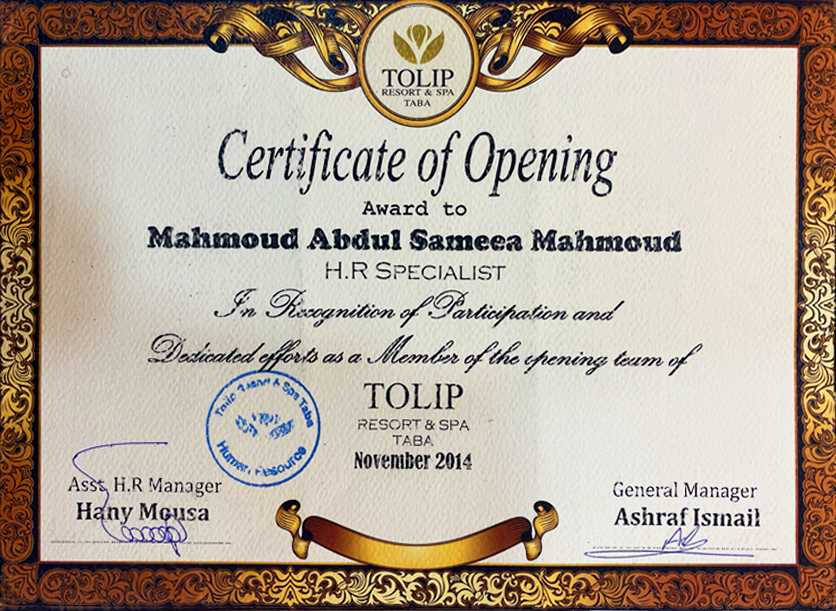 TOLIP
RESORT & SPA
TABA
Certificate of Opening
Award to
Mahmoud Abdul Sameea Mahmoud
H.R SPECIALIST
In Recognition of Participation and
Dedicated efforts as a Member of the opening team of
TOLIP
RESORT & SPA
TABA
November 2014
Tolip Resort & Spa Taba
Human Resource
Asst. H.R Manager
Hany Mousa
General Manager
Ashraf Ismail